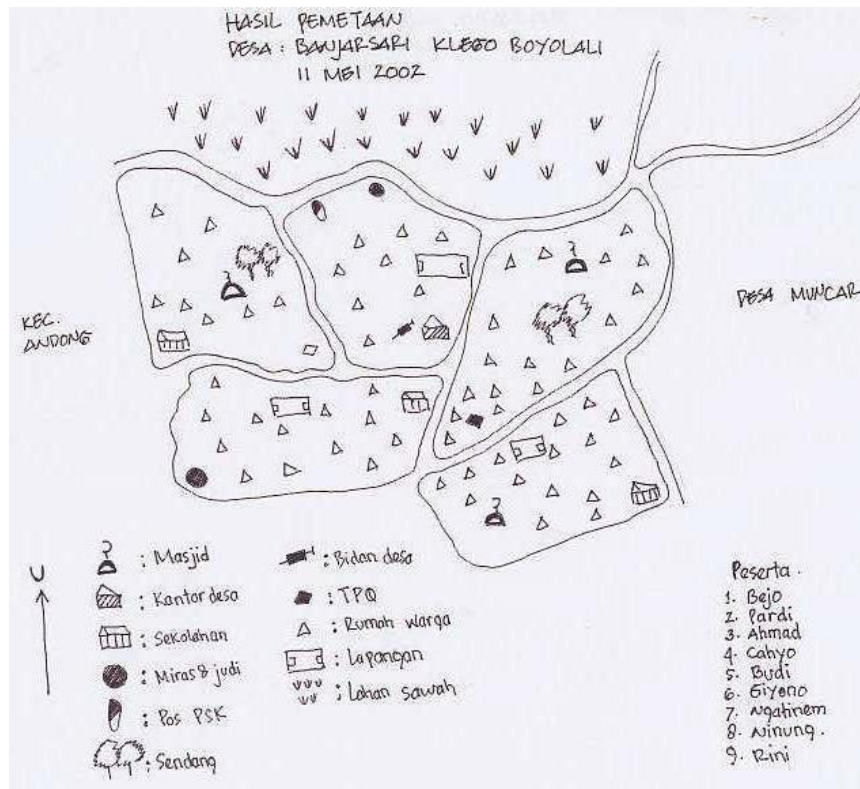 HASIL PEMETAAN
DESA : BANJARSARI KLEGO BOYOLALI
11 MEI 2002
KEC.
ANDONG
DESA MUNCAR
U
: Masjid
: Kantor desa
: Sekolahan
: Miras & judi
: Pos PSK
: Sendang
: Bidan desa
: TPQ
: Rumah warga
: Lapangan
: Lahan sawah
Peserta.
1. Bejo
2. Pardi
3. Ahmad
4. Cahyo
5. Budi
6. Giyono
7. Ngatinem
8. Ninung.
9. Rini